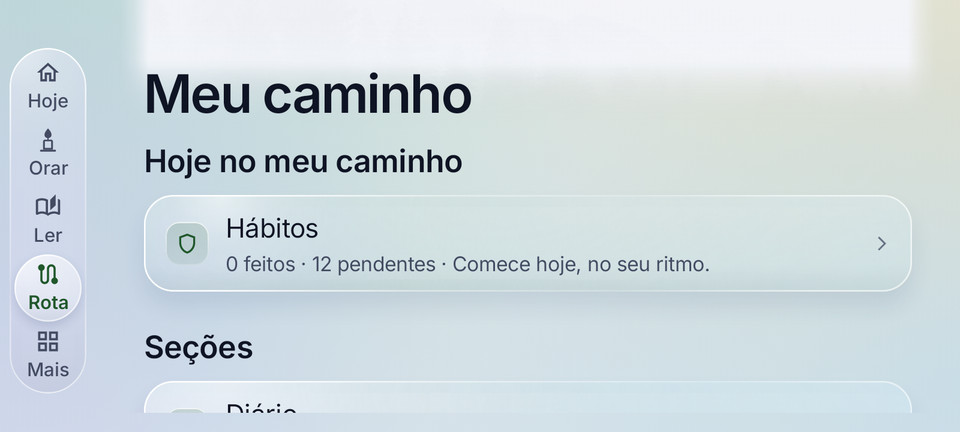 Meu caminho
Hoje no meu caminho
Hábitos
0 feitos · 12 pendentes · Comece hoje, no seu ritmo.
Seções
Diário
Hoje
Orar
Ler
Rota
Mais